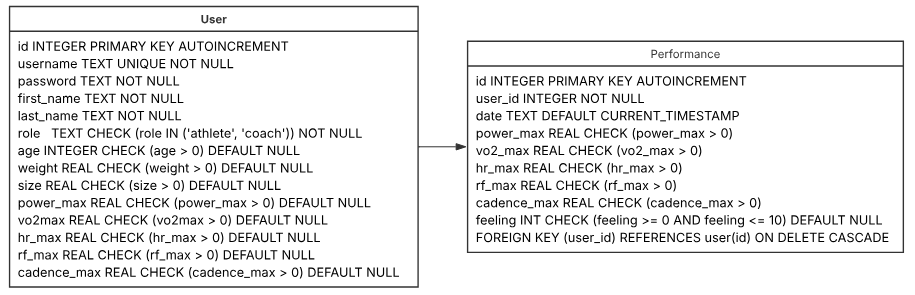 User
id INTEGER PRIMARY KEY AUTOINCREMENT
username TEXT UNIQUE NOT NULL
password TEXT NOT NULL
first_name TEXT NOT NULL
last_name TEXT NOT NULL
role TEXT CHECK (role IN ('athlete', 'coach')) NOT NULL
age INTEGER CHECK (age > 0) DEFAULT NULL
weight REAL CHECK (weight > 0) DEFAULT NULL
size REAL CHECK (size > 0) DEFAULT NULL
power_max REAL CHECK (power_max > 0) DEFAULT NULL
vo2max REAL CHECK (vo2max > 0) DEFAULT NULL
hr_max REAL CHECK (hr_max > 0) DEFAULT NULL
rf_max REAL CHECK (rf_max > 0) DEFAULT NULL
cadence_max REAL CHECK (cadence_max > 0) DEFAULT NULL
Performance
id INTEGER PRIMARY KEY AUTOINCREMENT
user_id INTEGER NOT NULL
date TEXT DEFAULT CURRENT_TIMESTAMP
power_max REAL CHECK (power_max > 0)
vo2_max REAL CHECK (vo2_max > 0)
hr_max REAL CHECK (hr_max > 0)
rf_max REAL CHECK (rf_max > 0)
cadence_max REAL CHECK (cadence_max > 0)
feeling INT CHECK (feeling >= 0 AND feeling <= 10) DEFAULT NULL
FOREIGN KEY (user_id) REFERENCES user(id) ON DELETE CASCADE